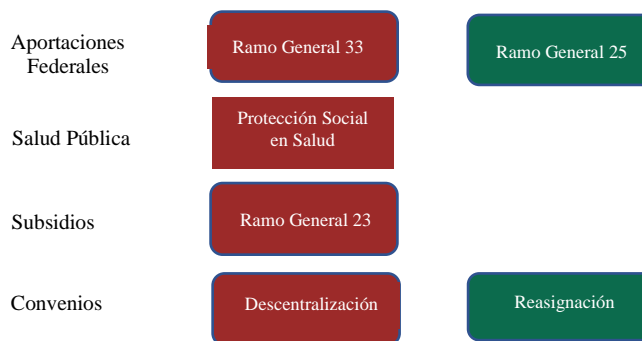 Aportaciones
Federales
Ramo General 33
Ramo General 25
Salud Pública
Protección Social
en Salud
Subsidios
Ramo General 23
Convenios
Descentralización
Reasignación